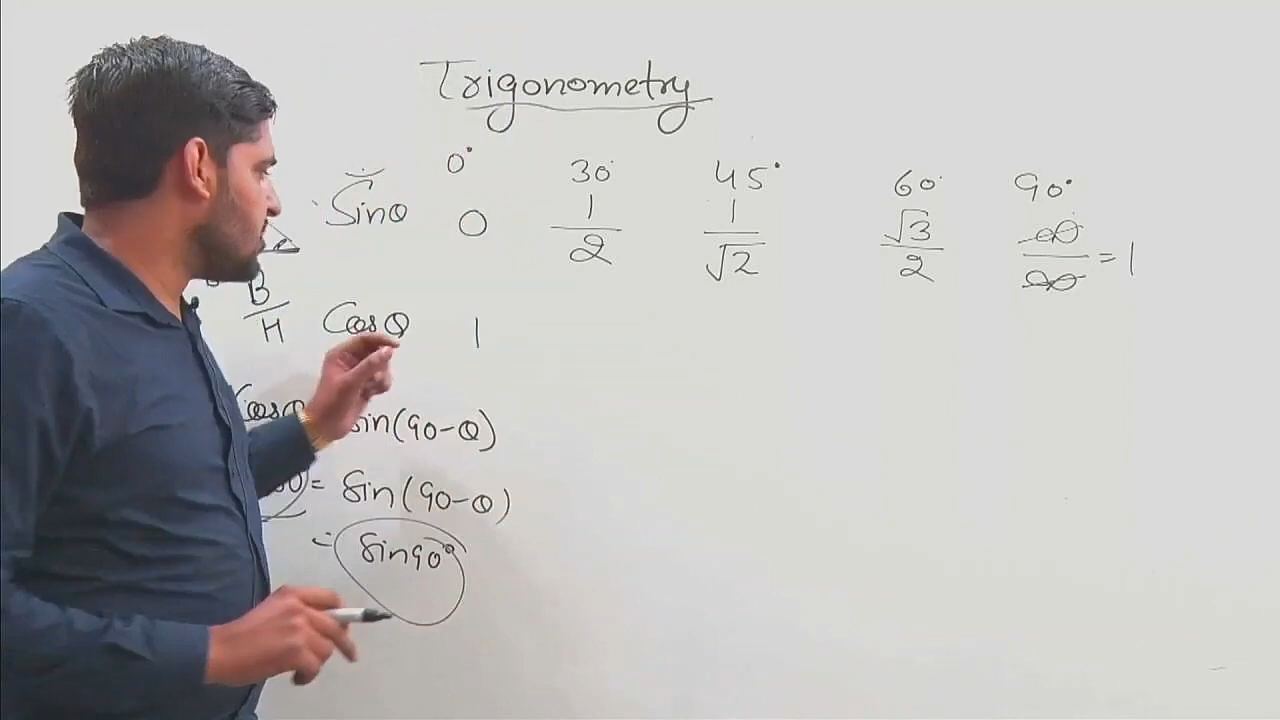 Trigonometry
0° 30° 45° 60° 90°
Sinθ 0 1/2 1/√2 √3/2 ∞/∞ = 1
B/H Cosθ 1
Cosθ Sin(90-θ)
= Sin(90-θ)
= Sin90°